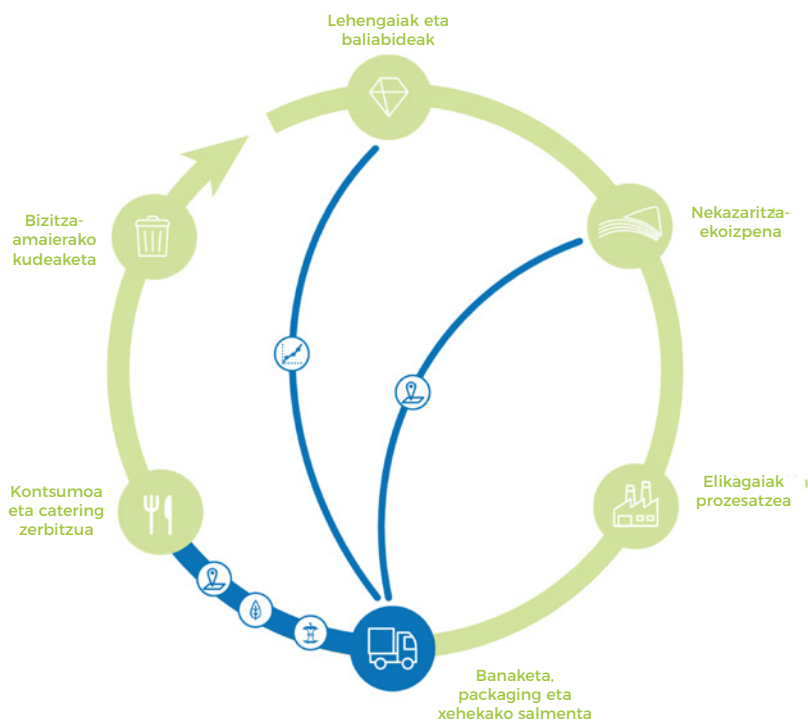 Lehengaiak eta
baliabideak
Nekazaritza-
ekoizpena
Elikagaiak
prozesatzea
Banaketa,
packaging eta
xehekako salmenta
Kontsumoa
eta catering
zerbitzua
Bizitza-
amaierako
kudeaketa